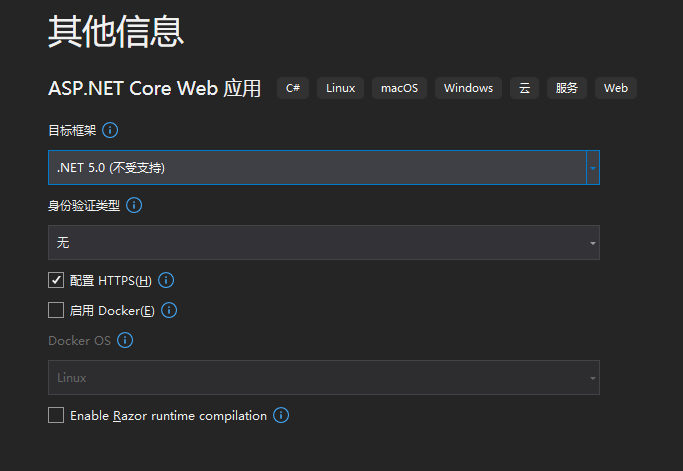 其他信息
ASP.NET Core Web 应用 C# Linux macOS Windows 云 服务 Web
目标框架
.NET 5.0 (不受支持)
身份验证类型
无
配置 HTTPS(H)
启用 Docker(E)
Docker OS
Linux
Enable Razor runtime compilation